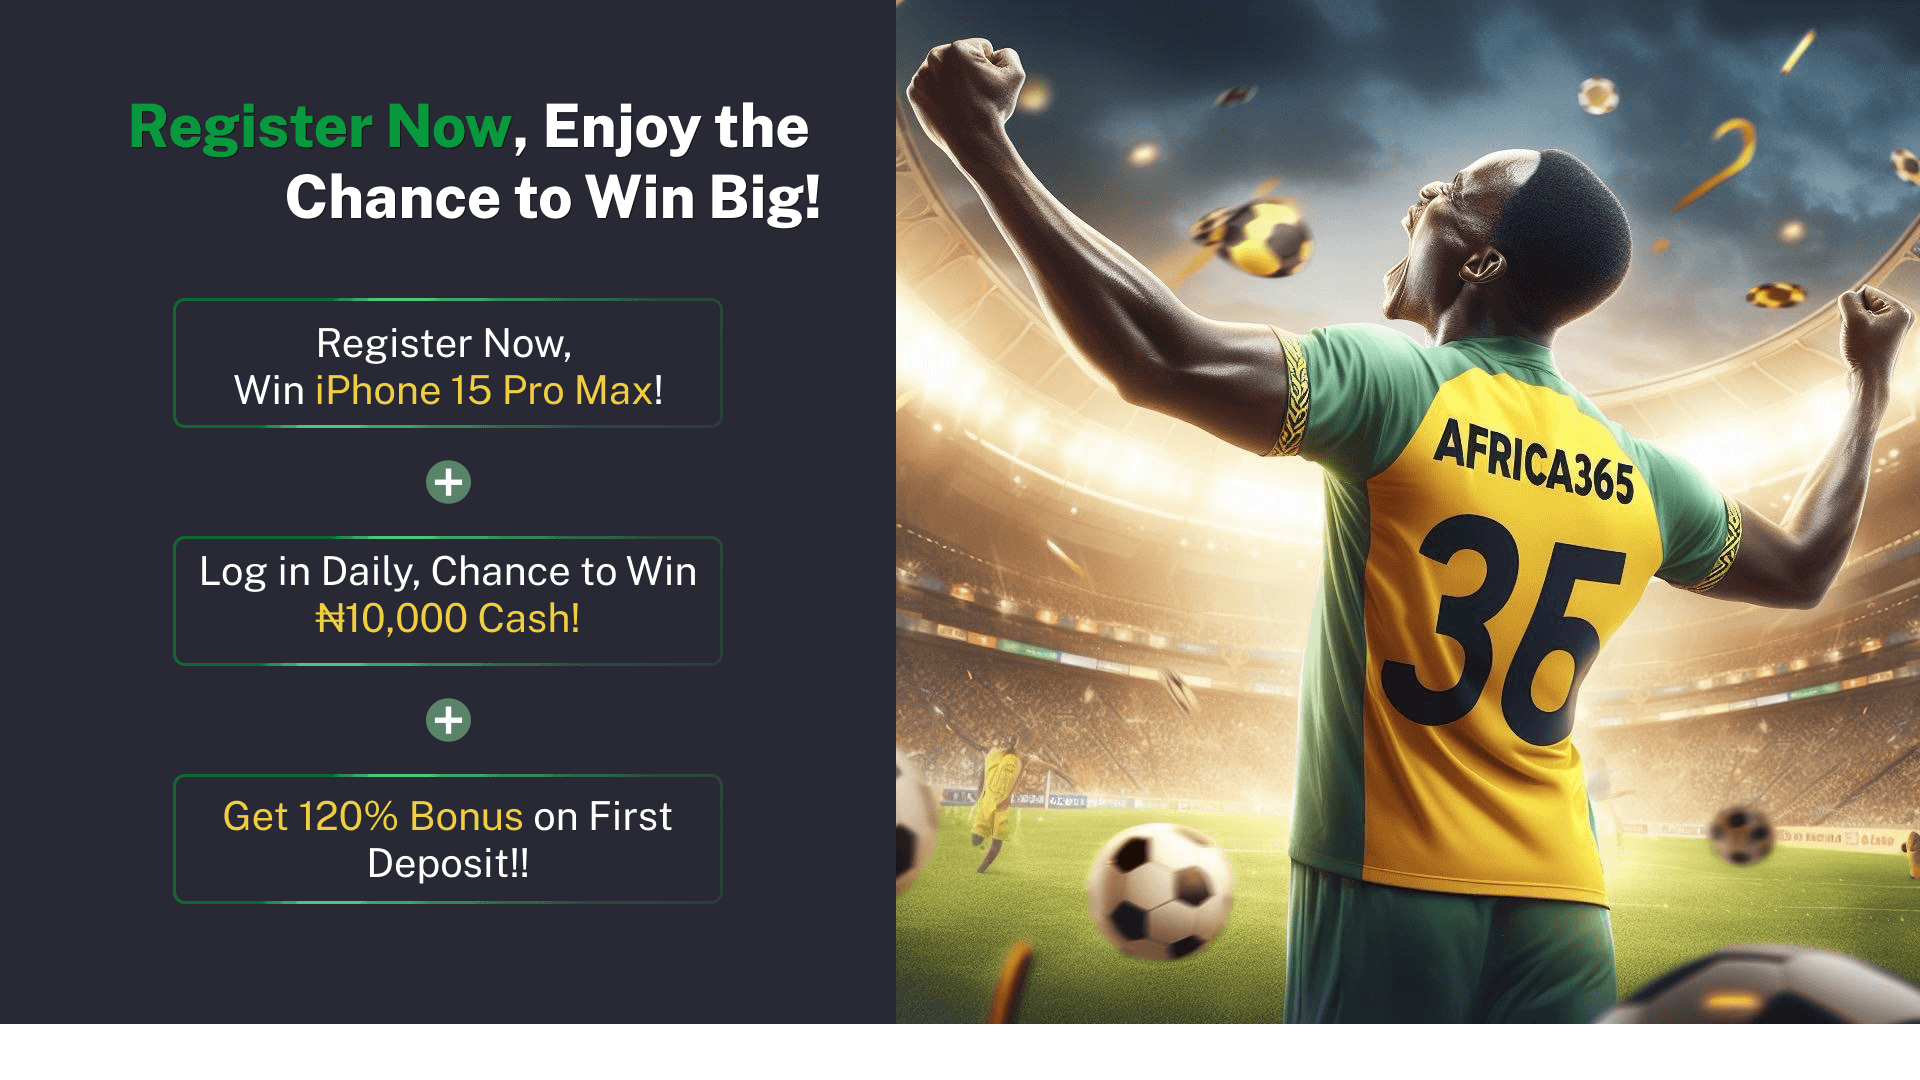 Register Now, Enjoy the
Chance to Win Big!
Register Now,
Win iPhone 15 Pro Max!
Log in Daily, Chance to Win
₦10,000 Cash!
Get 120% Bonus on First
Deposit!!
AFRICA365
36